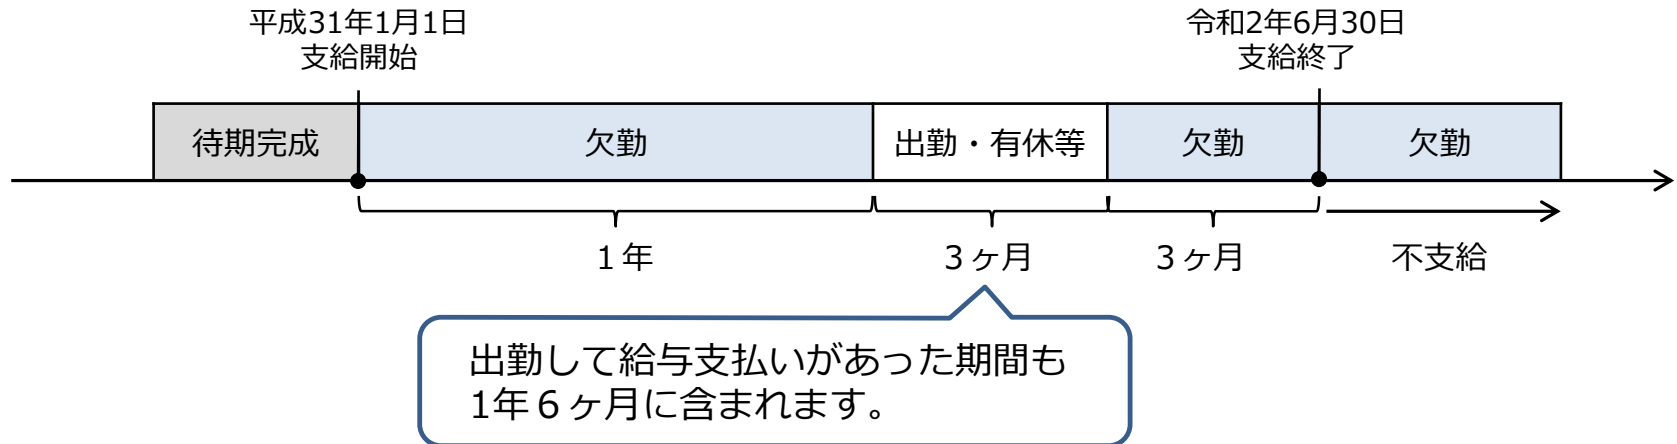 平成31年1月1日
支給開始
令和2年6月30日
支給終了
待期完成
欠勤
出勤・有休等
欠勤
欠勤
１年
３ヶ月
３ヶ月
不支給
出勤して給与支払いがあった期間も
1年６ヶ月に含まれます。